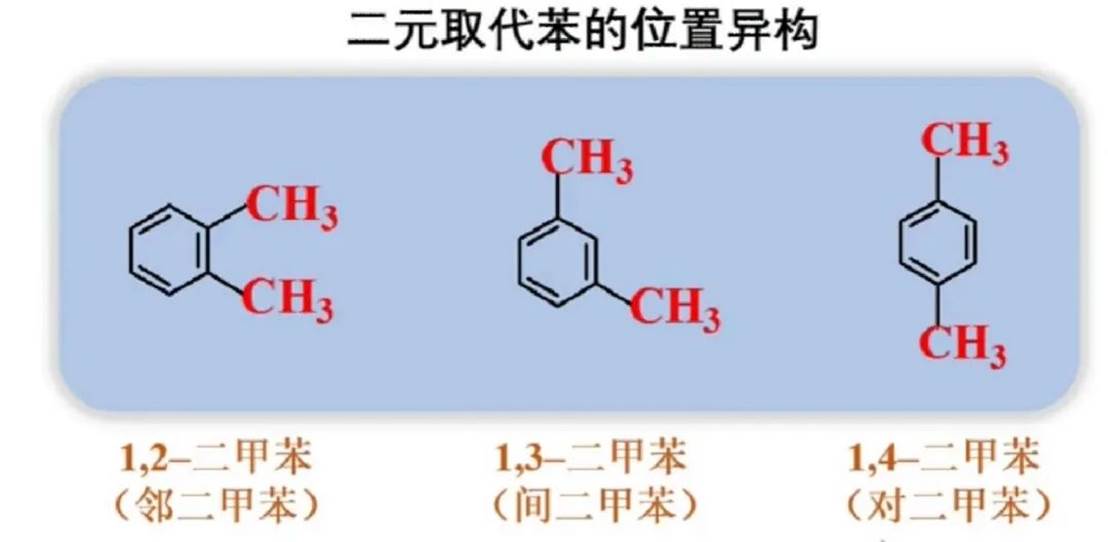 二元取代苯的位置异构
CH3
CH3
CH3
CH3
CH3
CH3
1,2–二甲苯
（邻二甲苯）
1,3–二甲苯
（间二甲苯）
1,4–二甲苯
（对二甲苯）